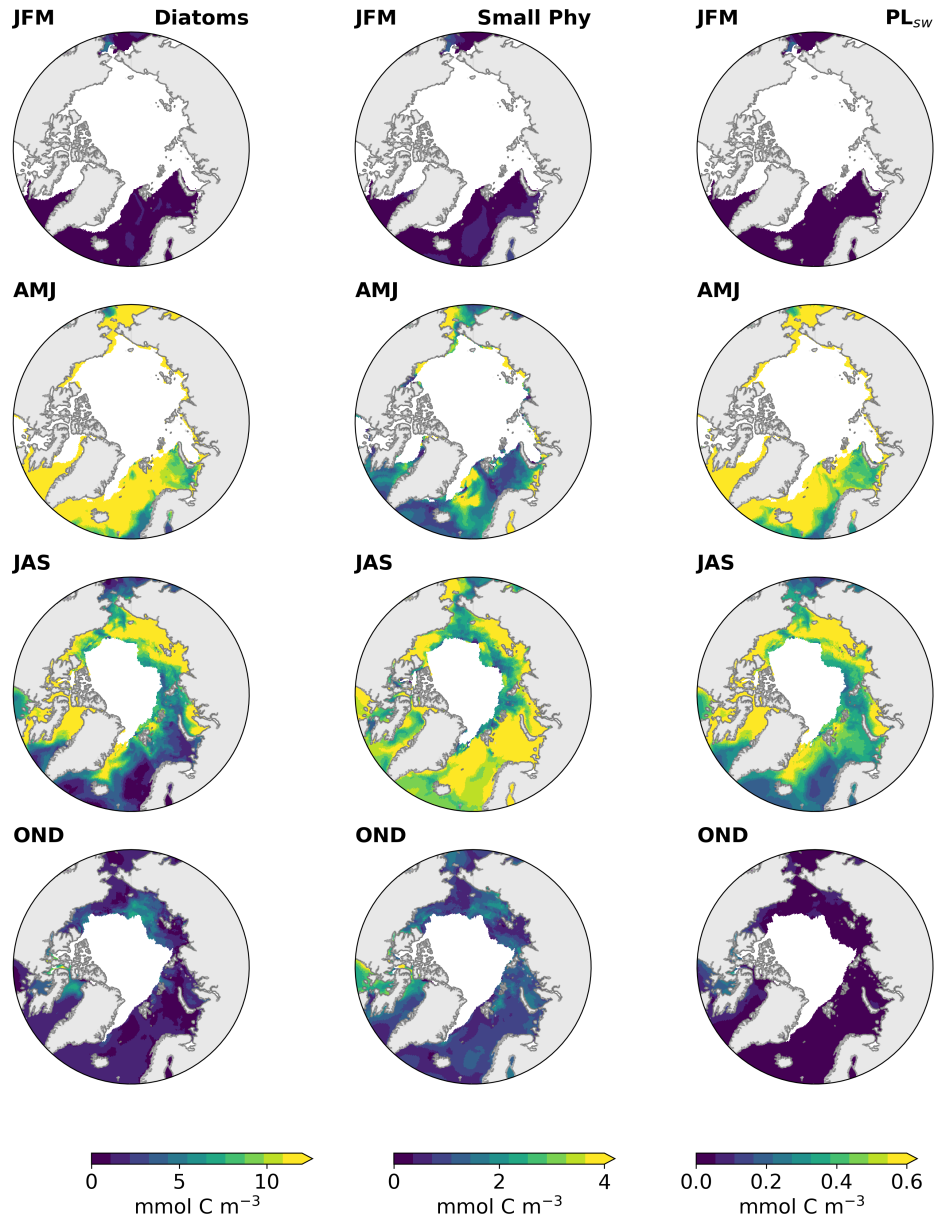 JFM Diatoms JFM Small Phy JFM PLsw
AMJ AMJ AMJ
JAS JAS JAS
OND OND OND
0 5 10 0 2 4 0.0 0.2 0.4 0.6
mmol C m⁻³ mmol C m⁻³ mmol C m⁻³